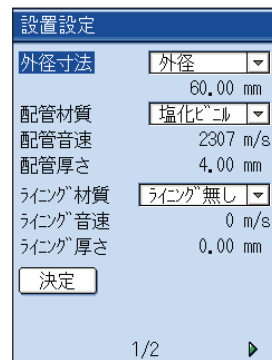 設置設定
外径寸法 外径
60.00 mm
配管材質 塩化ﾋﾞﾆﾙ
配管音速 2307 m/s
配管厚さ 4.00 mm
ﾗｲﾆﾝｸﾞ材質 ﾗｲﾆﾝｸﾞ無し
ﾗｲﾆﾝｸﾞ音速 0 m/s
ﾗｲﾆﾝｸﾞ厚さ 0.00 mm
決定
1/2